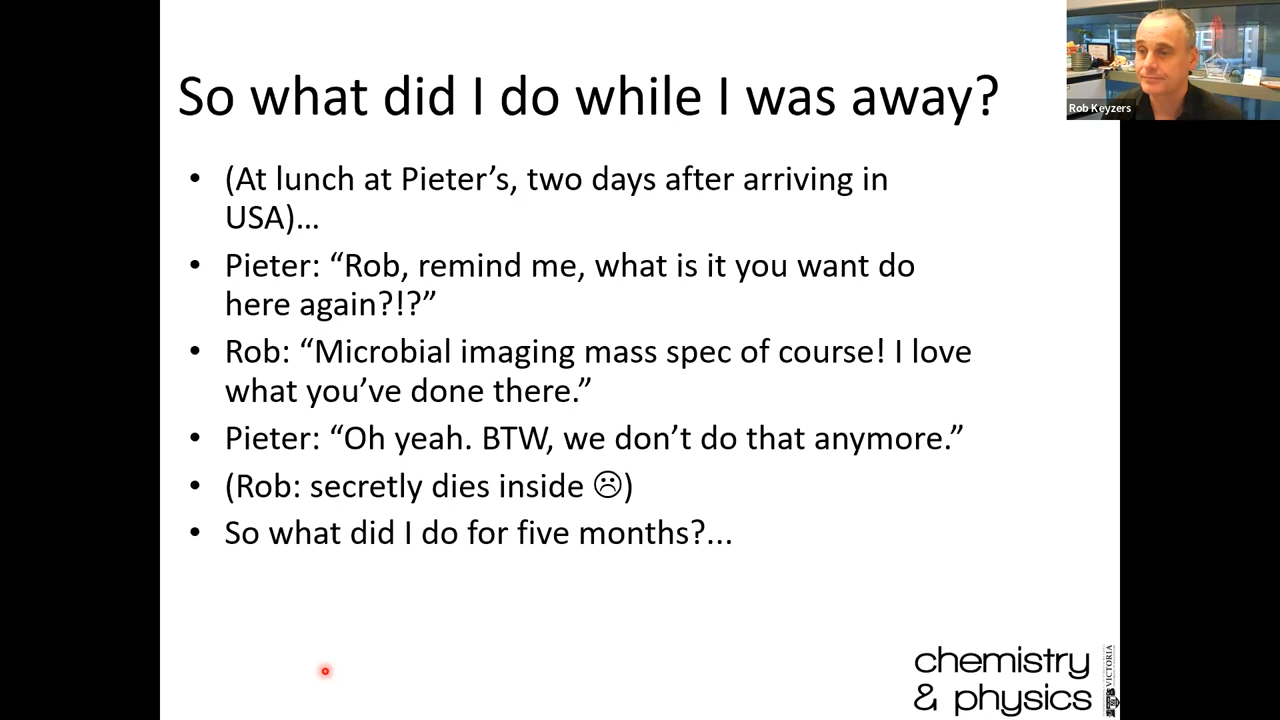 So what did I do while I was away?
Rob Keyzers
• (At lunch at Pieter’s, two days after arriving in
USA)…
• Pieter: “Rob, remind me, what is it you want do
here again?!?”
• Rob: “Microbial imaging mass spec of course! I love
what you’ve done there.”
• Pieter: “Oh yeah. BTW, we don’t do that anymore.”
• (Rob: secretly dies inside ☹)
• So what did I do for five months?...
chemistry
& physics
VICTORIA